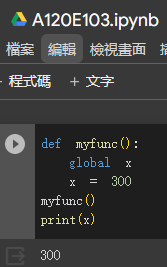 A120E103.ipynb
檔案 編輯 檢視畫面
+ 程式碼 + 文字
def myfunc():
    global x
    x = 300
myfunc()
print(x)
300